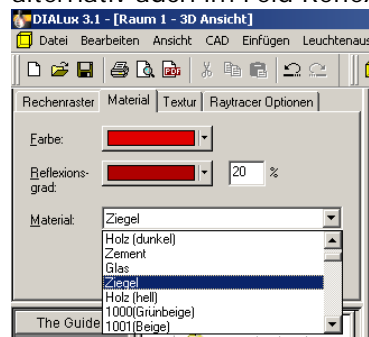 alternativ auch im Feld
DIALux 3.1 - [Raum 1 - 3D Ansicht]
Datei Bearbeiten Ansicht CAD Einfügen Leuchtenaus
Rechenraster Material Textur Raytracer Optionen
Farbe:
Reflexions-
grad:
20 %
Material:
Ziegel
Holz (dunkel)
Zement
Glas
Ziegel
Holz (hell)
1000(Grünbeige)
1001(Beige)
The Guide